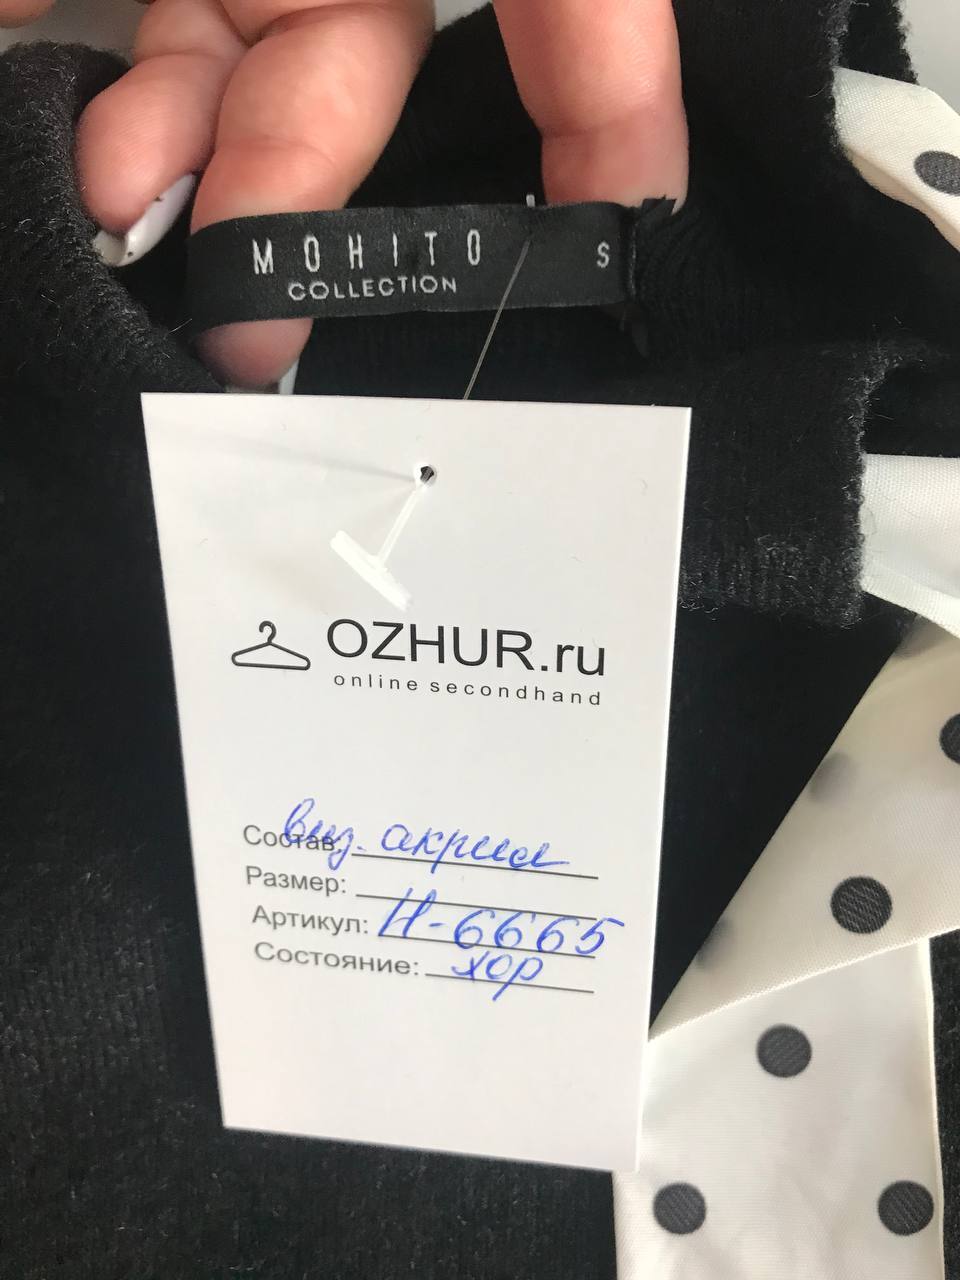 MOHITO S
COLLECTION
OZHUR.ru
online secondhand
Состав: виз. акрил
Размер:
Артикул: Н-6665
Состояние: хор